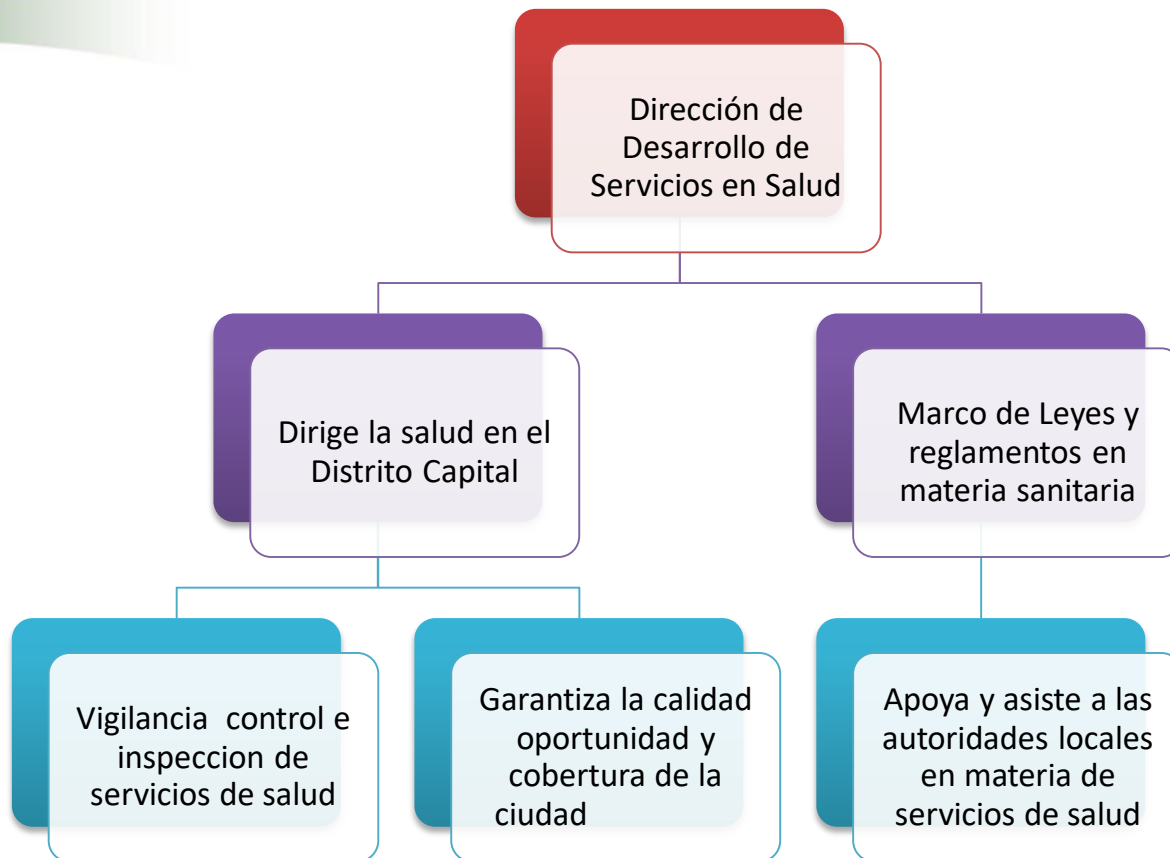 Dirección de
Desarrollo de
Servicios en Salud
Dirige la salud en el
Distrito Capital
Marco de Leyes y
reglamentos en
materia sanitaria
Vigilancia  control e
inspeccion de
servicios de salud
Garantiza la calidad
oportunidad y
cobertura de la
ciudad
Apoya y asiste a las
autoridades locales
en materia de
servicios de salud